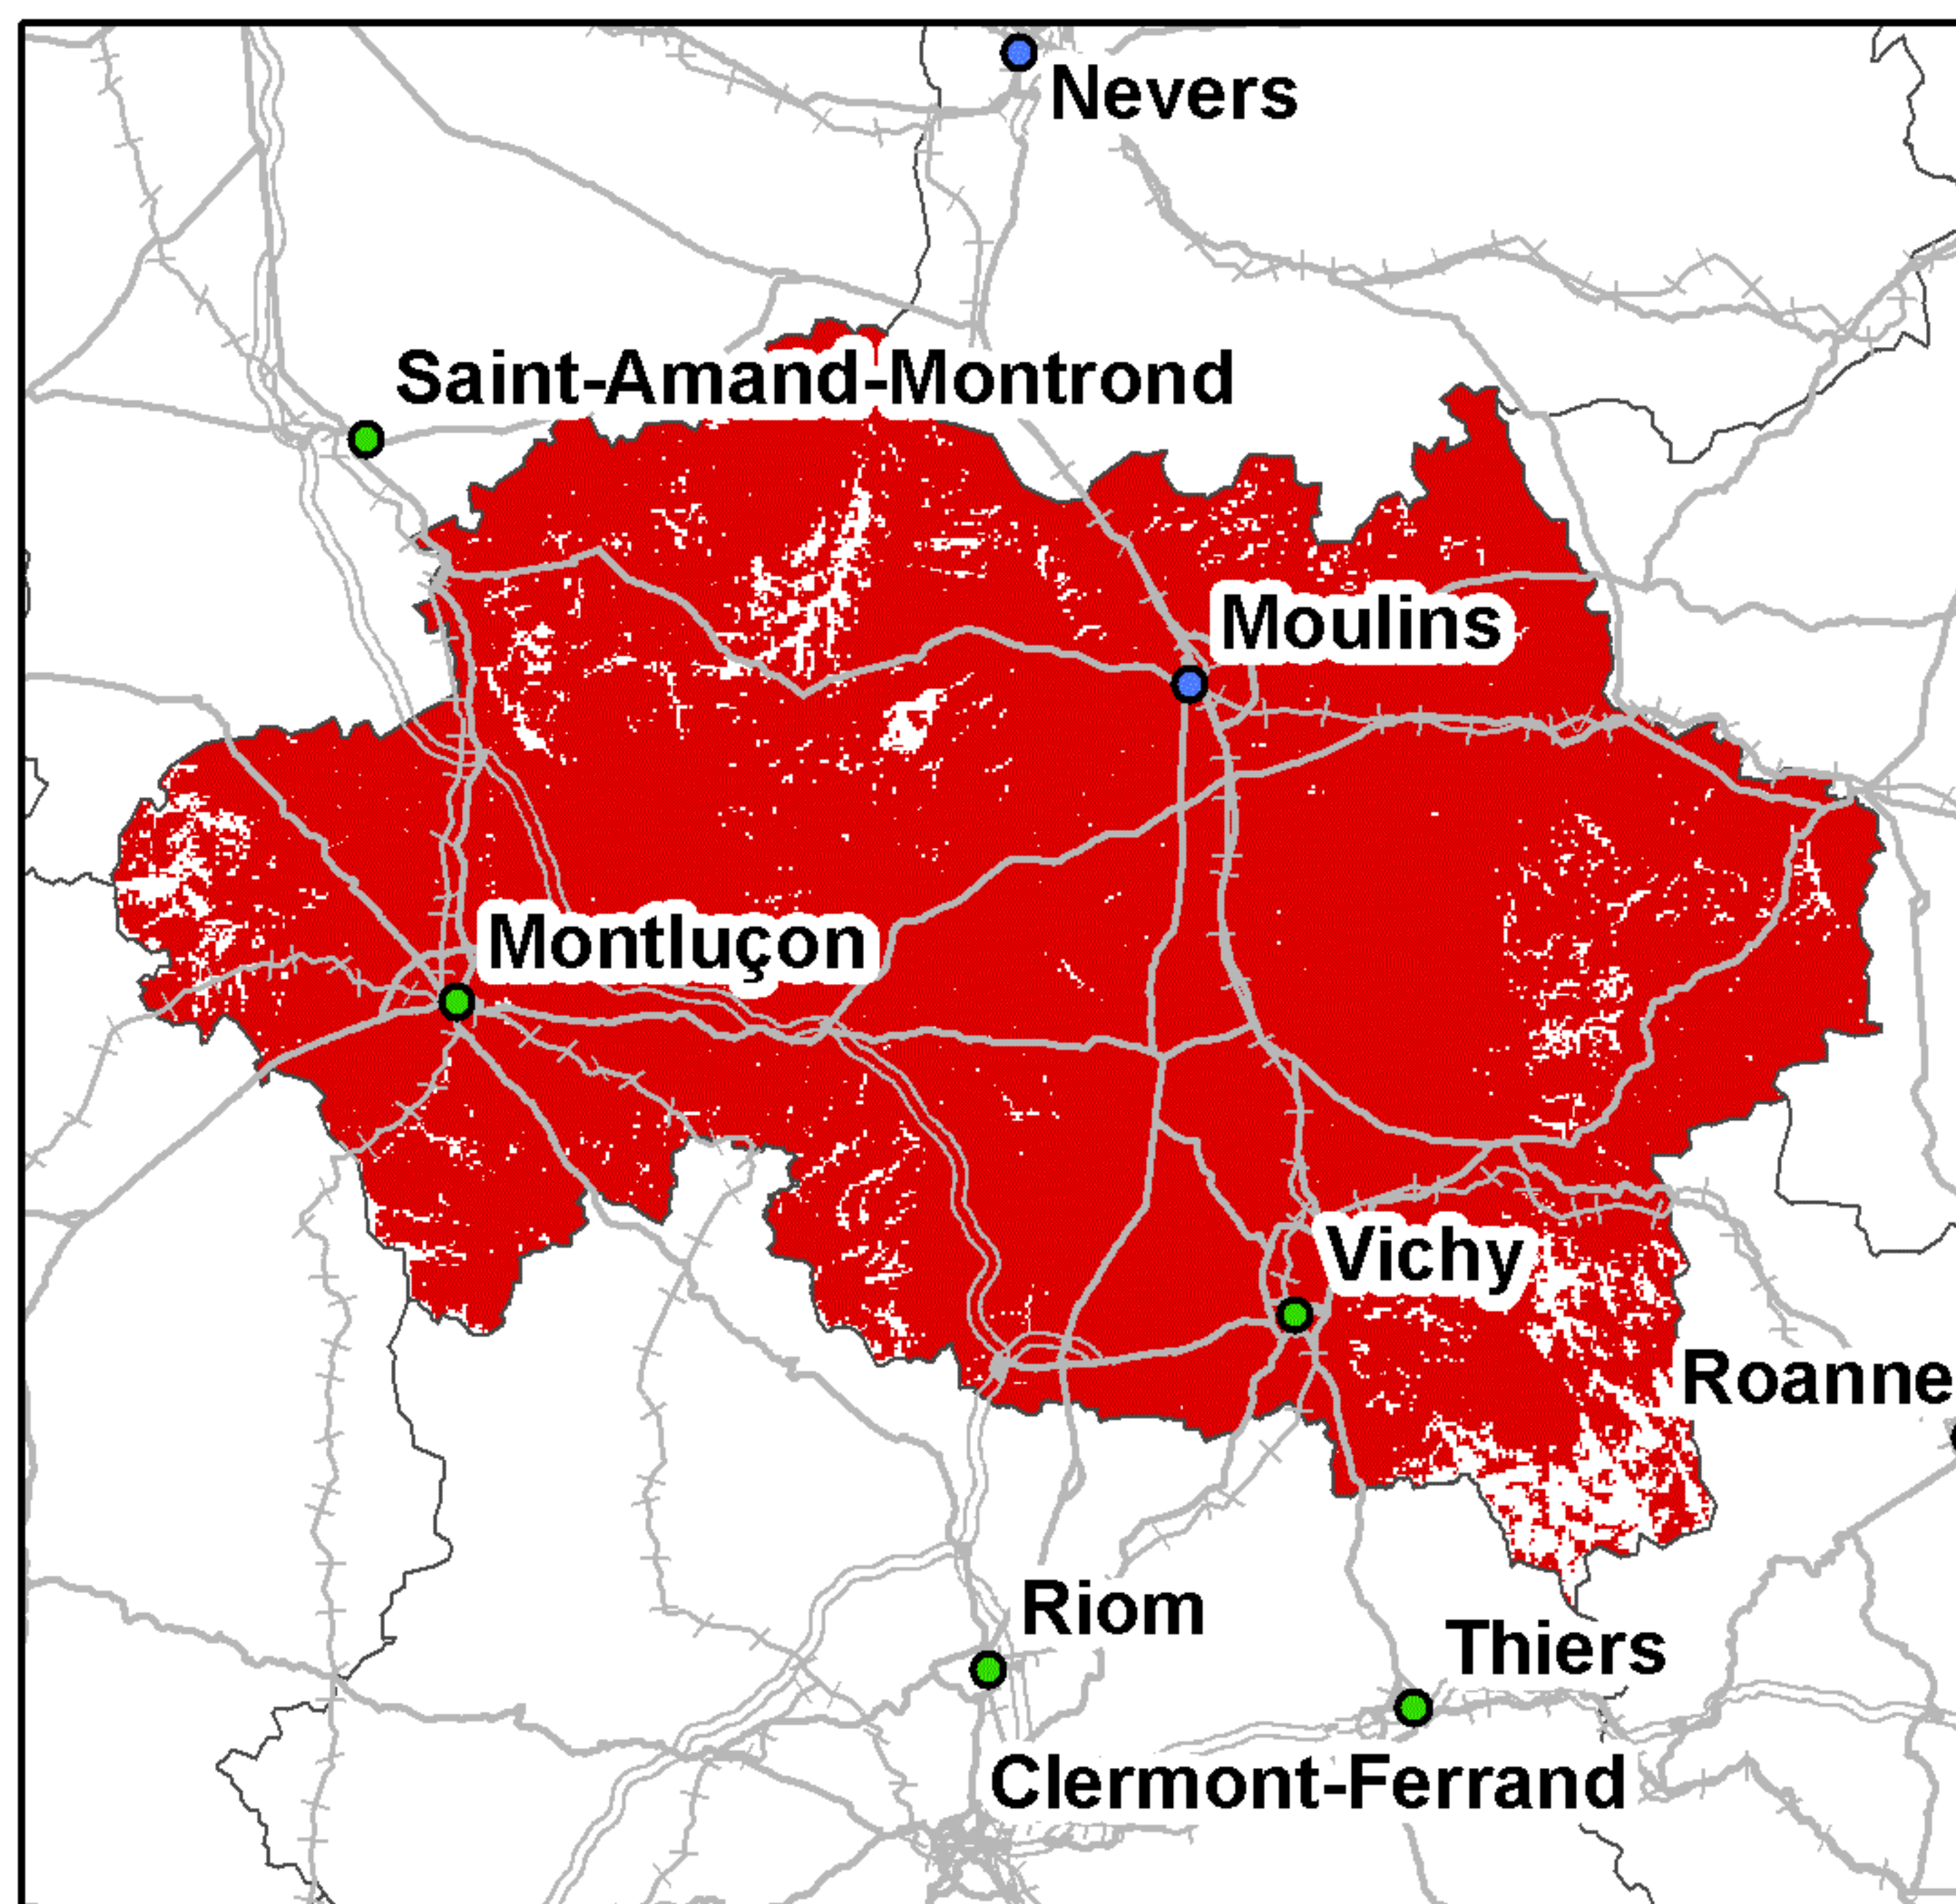 Nevers
Saint-Amand-Montrond
Moulins
Montluçon
Vichy
Roanne
Riom
Thiers
Clermont-Ferrand